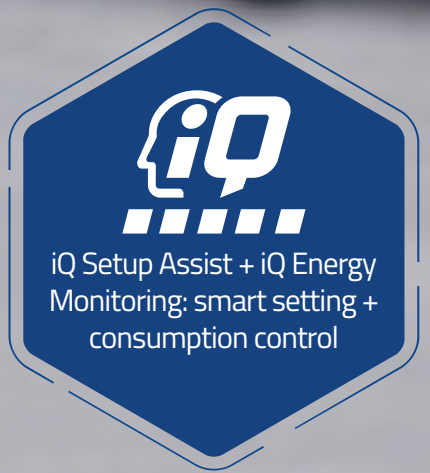 iQ
iQ Setup Assist + iQ Energy
Monitoring: smart setting +
consumption control